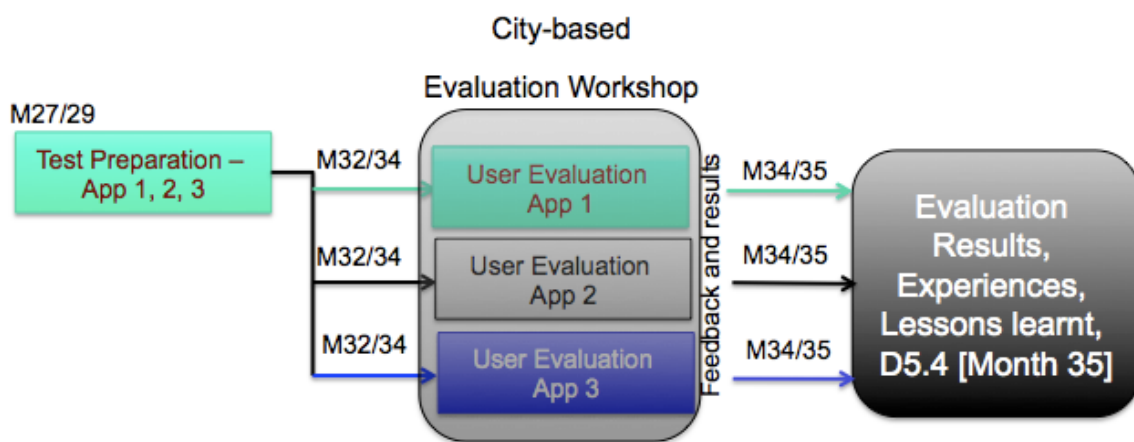 City-based
Evaluation Workshop
M27/29
Test Preparation –
App 1, 2, 3
M32/34
M32/34
M32/34
User Evaluation
App 1
User Evaluation
App 2
User Evaluation
App 3
Feedback and results
M34/35
M34/35
M34/35
Evaluation
Results,
Experiences,
Lessons learnt,
D5.4 [Month 35]